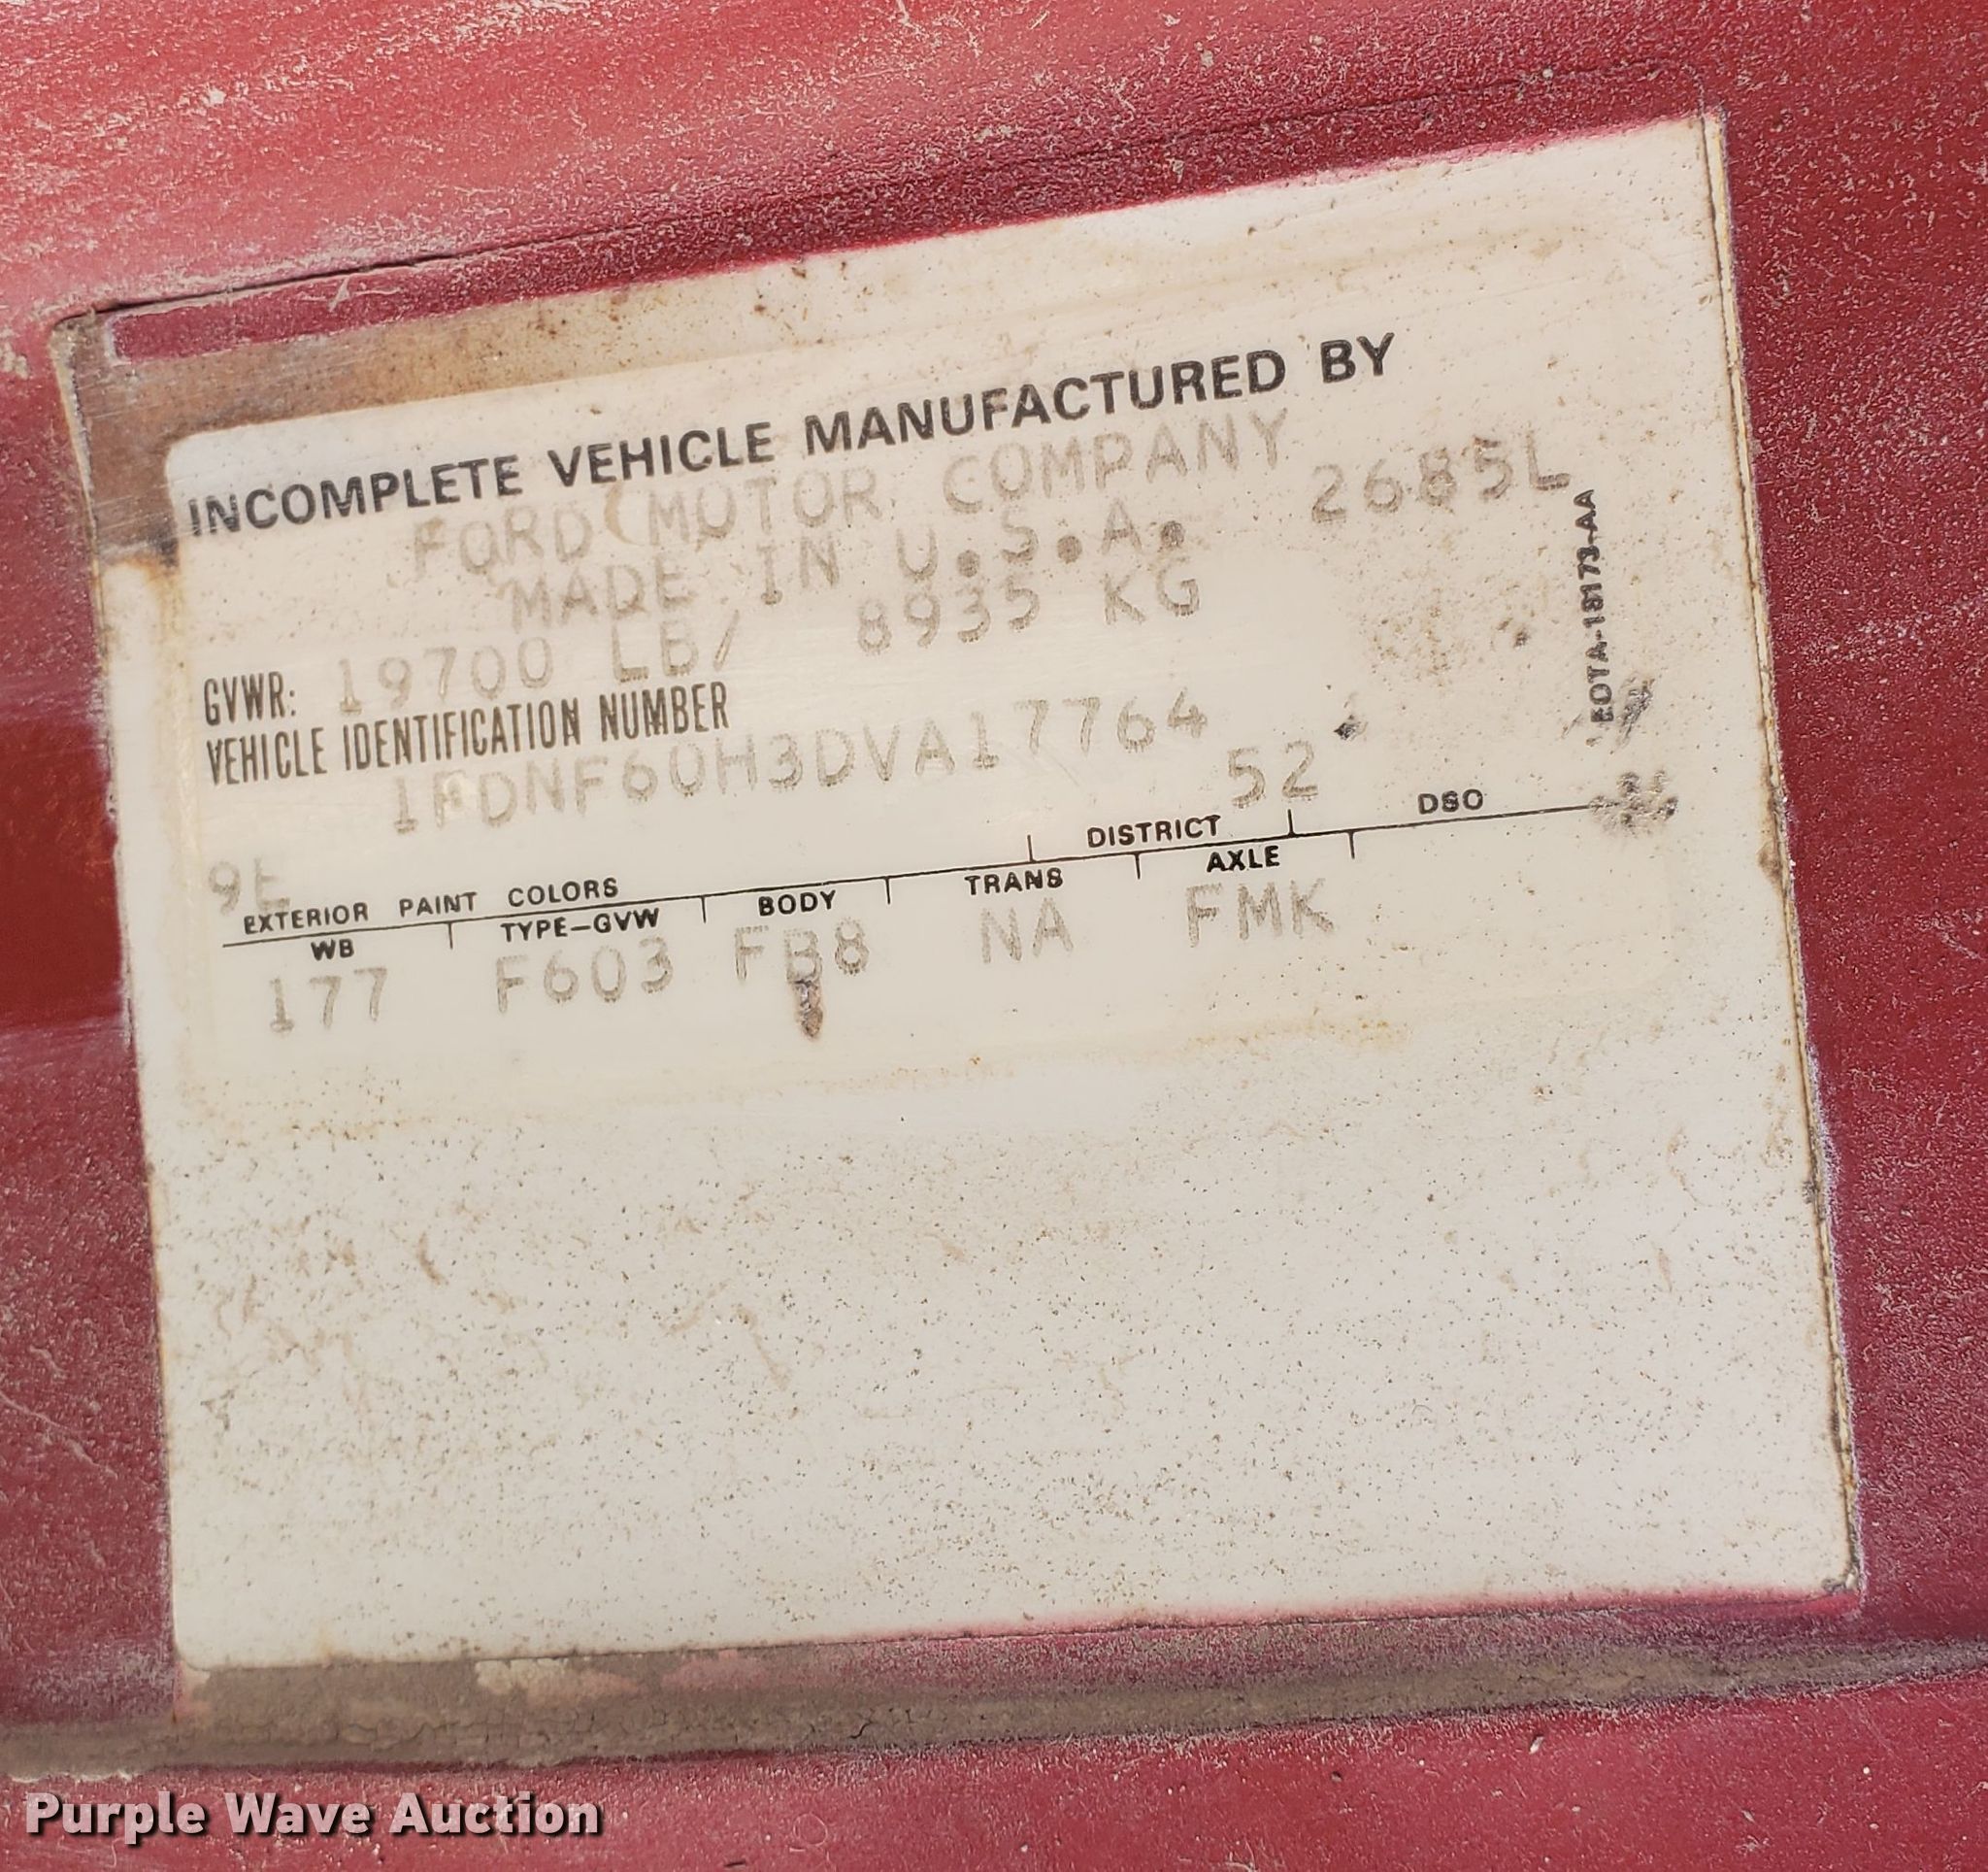 INCOMPLETE VEHICLE MANUFACTURED BY
FORD MOTOR COMPANY 2685L
MADE IN U.S.A.
GVWR: 19700 LB/ 8935 KG
VEHICLE IDENTIFICATION NUMBER
1FDNF60H3DVA17764
9E 52
EXTERIOR PAINT COLORS DISTRICT DSO
WB TYPE-GVW BODY TRANS AXLE
177 F603 FB8 NA FMK
EOTA-18173-AA
Purple Wave Auction